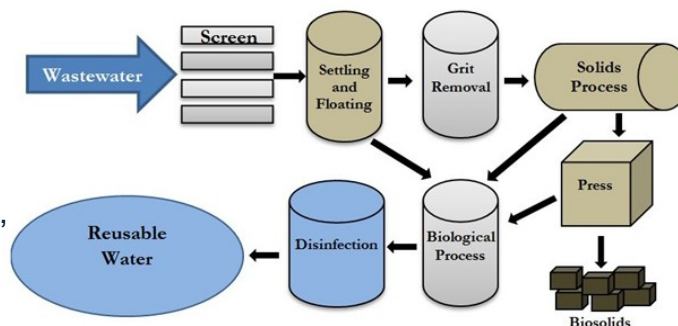 Screen
Wastewater
Settling
and
Floating
Grit
Removal
Solids
Process
Press
Biological
Process
Disinfection
Reusable
Water
Biosolids
,